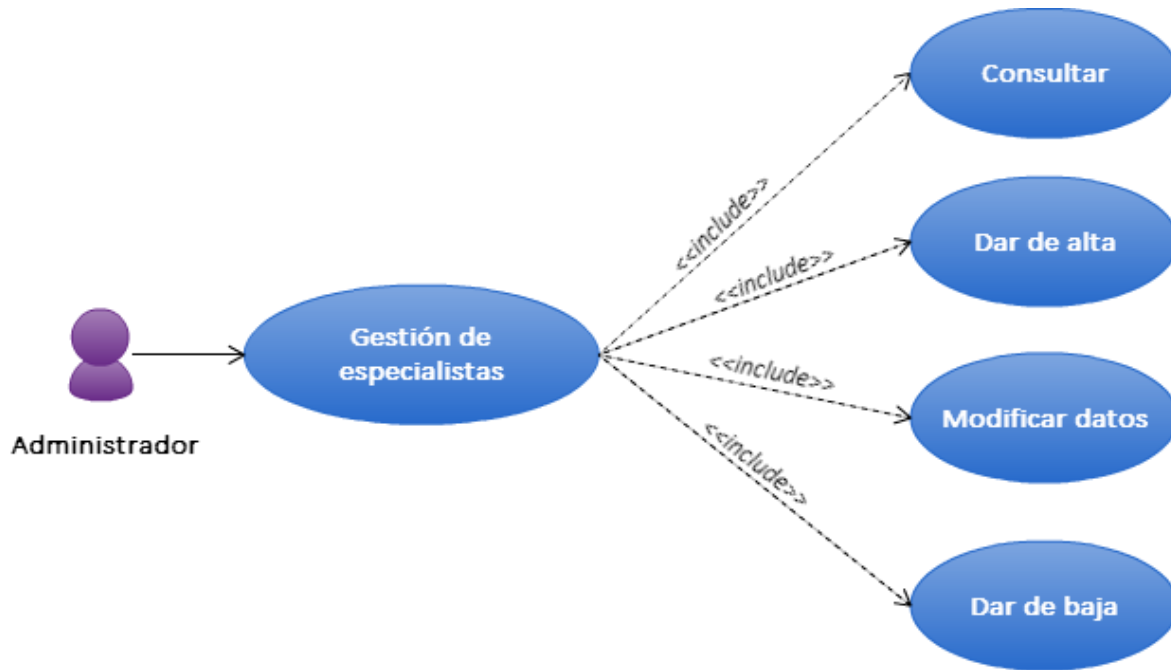 Consultar
<<include>>
Dar de alta
<<include>>
Gestión de
especialistas
<<include>>
Modificar datos
Administrador
<<include>>
Dar de baja